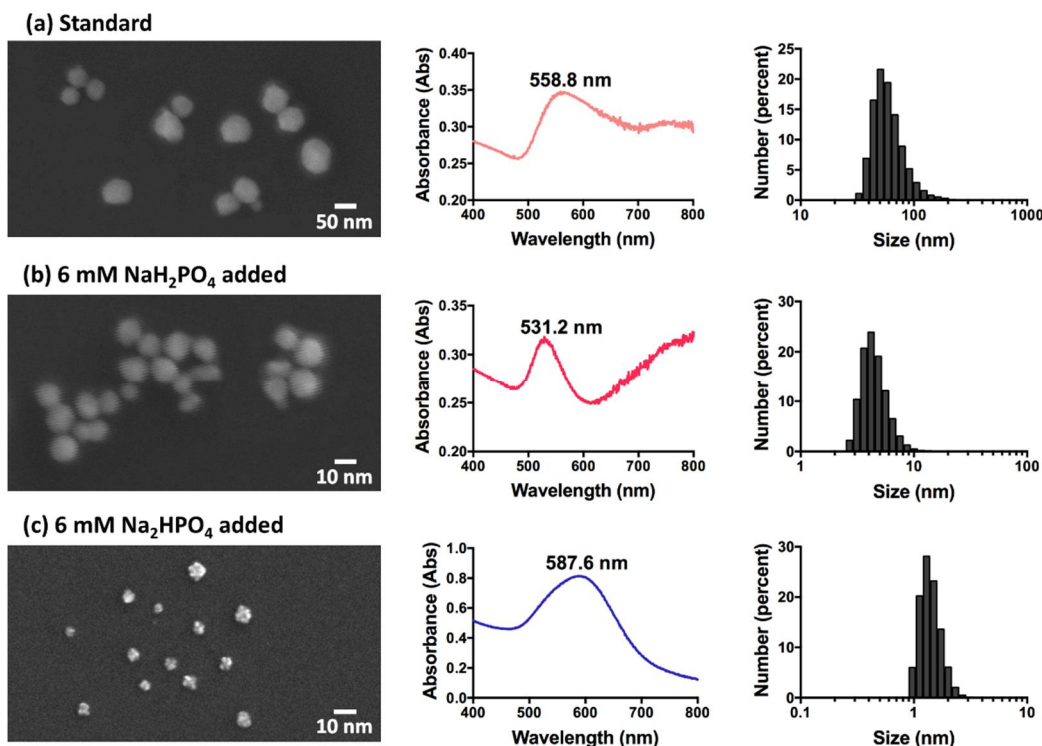 (a) Standard
50 nm
0.40
0.35
0.30
0.25
0.20
Absorbance (Abs)
558.8 nm
400 500 600 700 800
Wavelength (nm)
25
20
15
10
5
0
Number (percent)
10 100 1000
Size (nm)
(b) 6 mM NaH₂PO₄ added
10 nm
0.35
0.30
0.25
0.20
Absorbance (Abs)
531.2 nm
400 500 600 700 800
Wavelength (nm)
30
20
10
0
Number (percent)
1 10 100
Size (nm)
(c) 6 mM Na₂HPO₄ added
10 nm
1.0
0.8
0.6
0.4
0.2
0.0
Absorbance (Abs)
587.6 nm
400 500 600 700 800
Wavelength (nm)
30
20
10
0
Number (percent)
0.1 1 10
Size (nm)